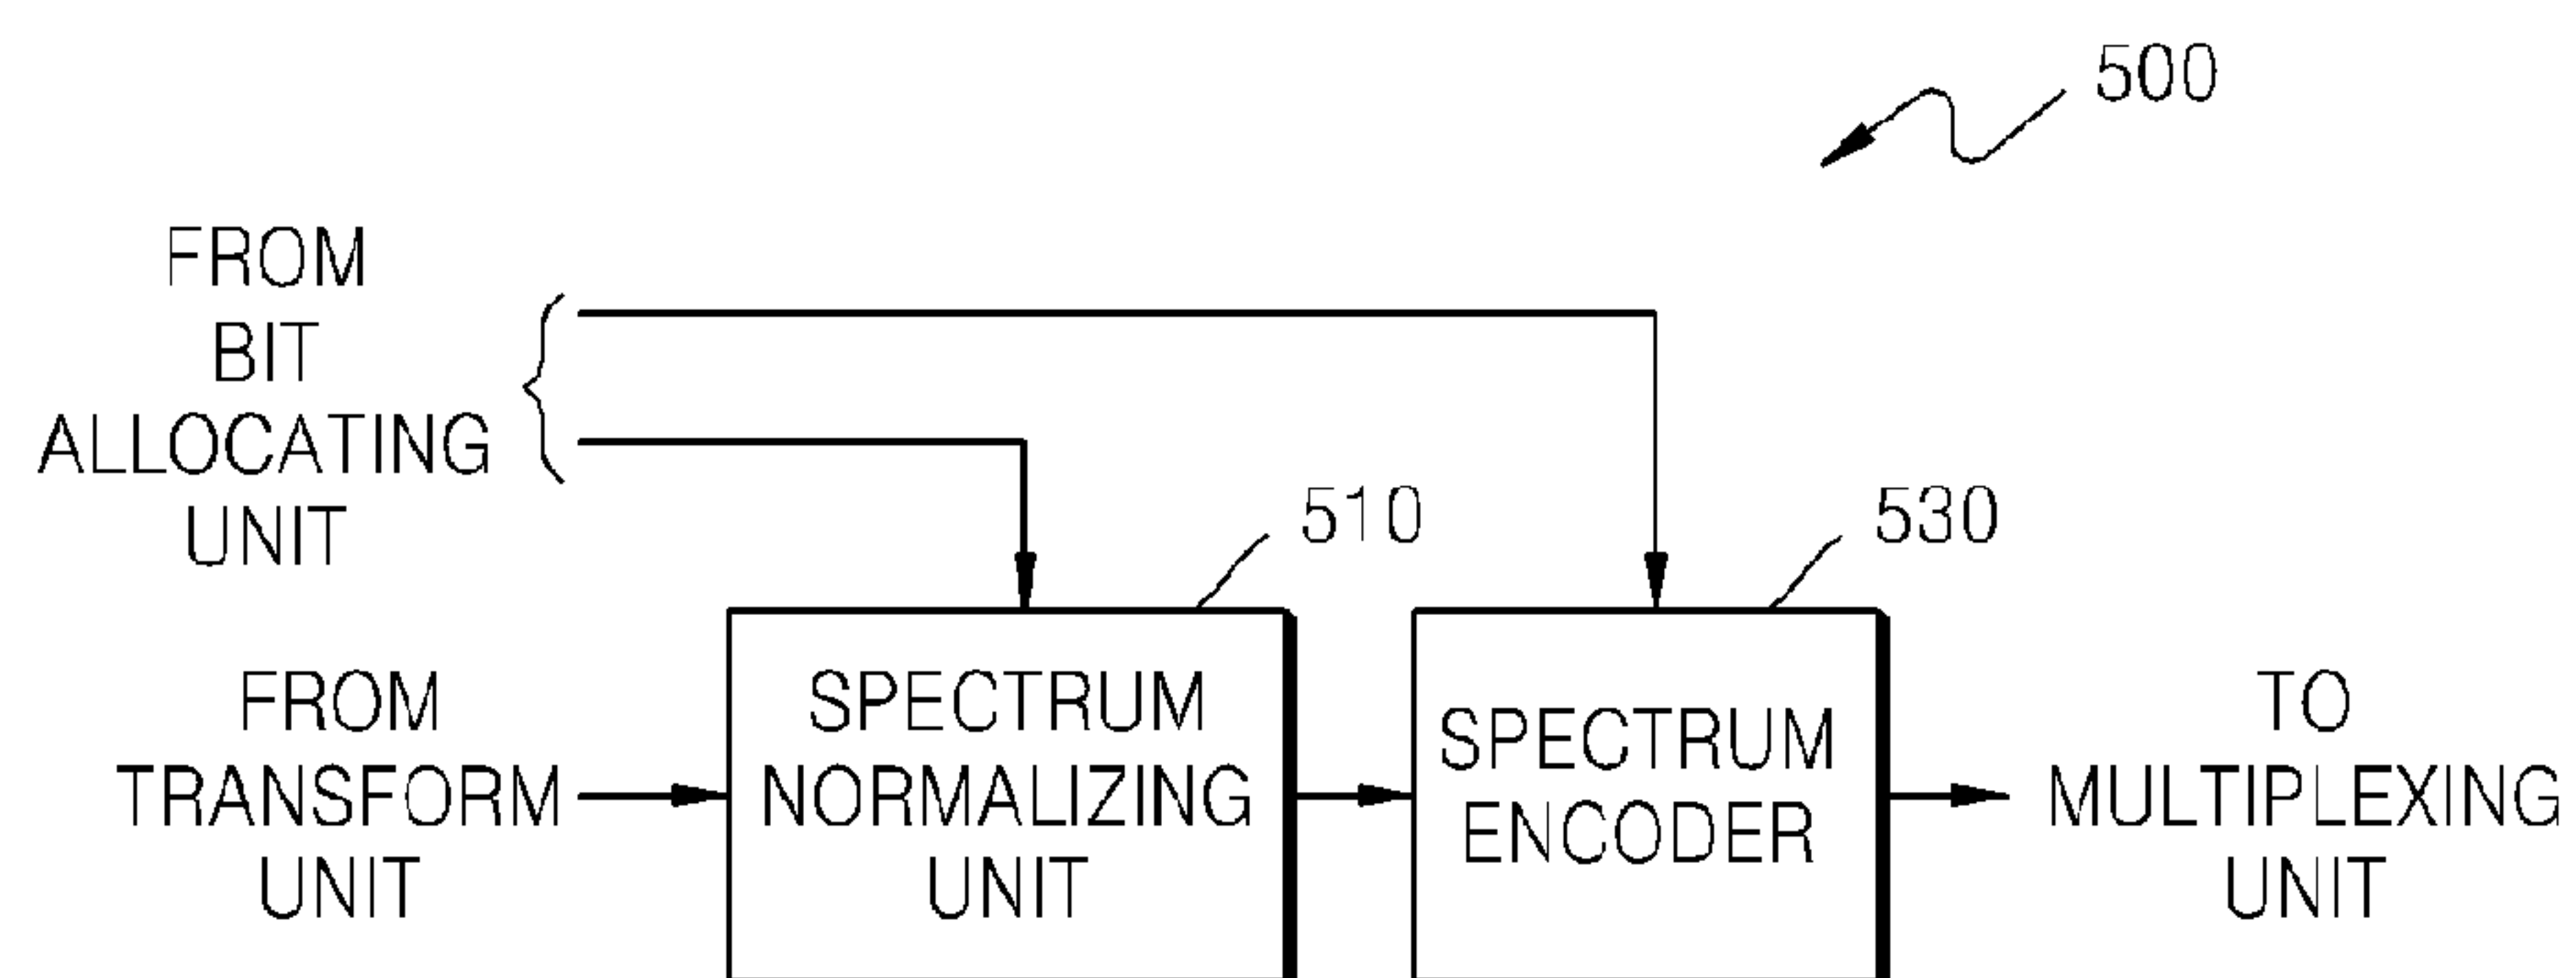 500
FROM
BIT
ALLOCATING
UNIT
510
530
FROM
TRANSFORM
UNIT
SPECTRUM
NORMALIZING
UNIT
SPECTRUM
ENCODER
TO
MULTIPLEXING
UNIT